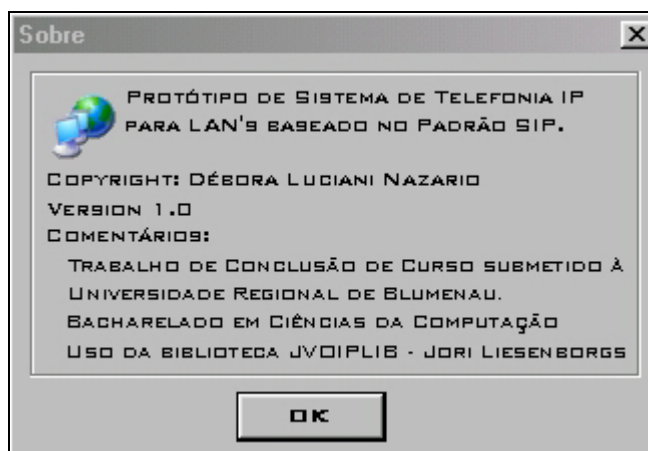 Sobre
PROTÓTIPO DE SISTEMA DE TELEFONIA IP
PARA LAN'S BASEADO NO PADRÃO SIP.
COPYRIGHT: DÉBORA LUCIANI NAZARIO
VERSION 1.0
COMENTÁRIOS:
TRABALHO DE CONCLUSÃO DE CURSO SUBMETIDO À
UNIVERSIDADE REGIONAL DE BLUMENAU.
BACHARELADO EM CIÊNCIAS DA COMPUTAÇÃO
USO DA BIBLIOTECA JVOIPLIB - JORI LIESENBORGS
OK